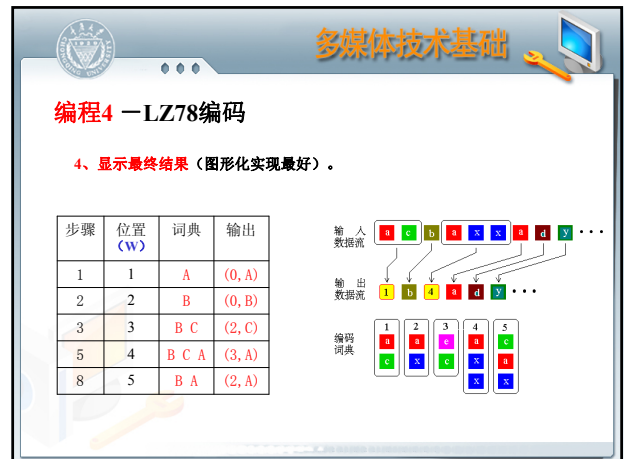 多媒体技术基础
编程4 －LZ78编码
4、显示最终结果（图形化实现最好）。
步骤 位置（W） 词典 输出
1 1 A (0,A)
2 2 B (0,B)
3 3 B C (2,C)
5 4 B C A (3,A)
8 5 B A (2,A)
输 入
数据流
a c b a x x a d y ···
输 出
数据流
1 b 4 a d y ···
编码
词典
1 2 3 4 5
a a e a c
c x c x a
x x